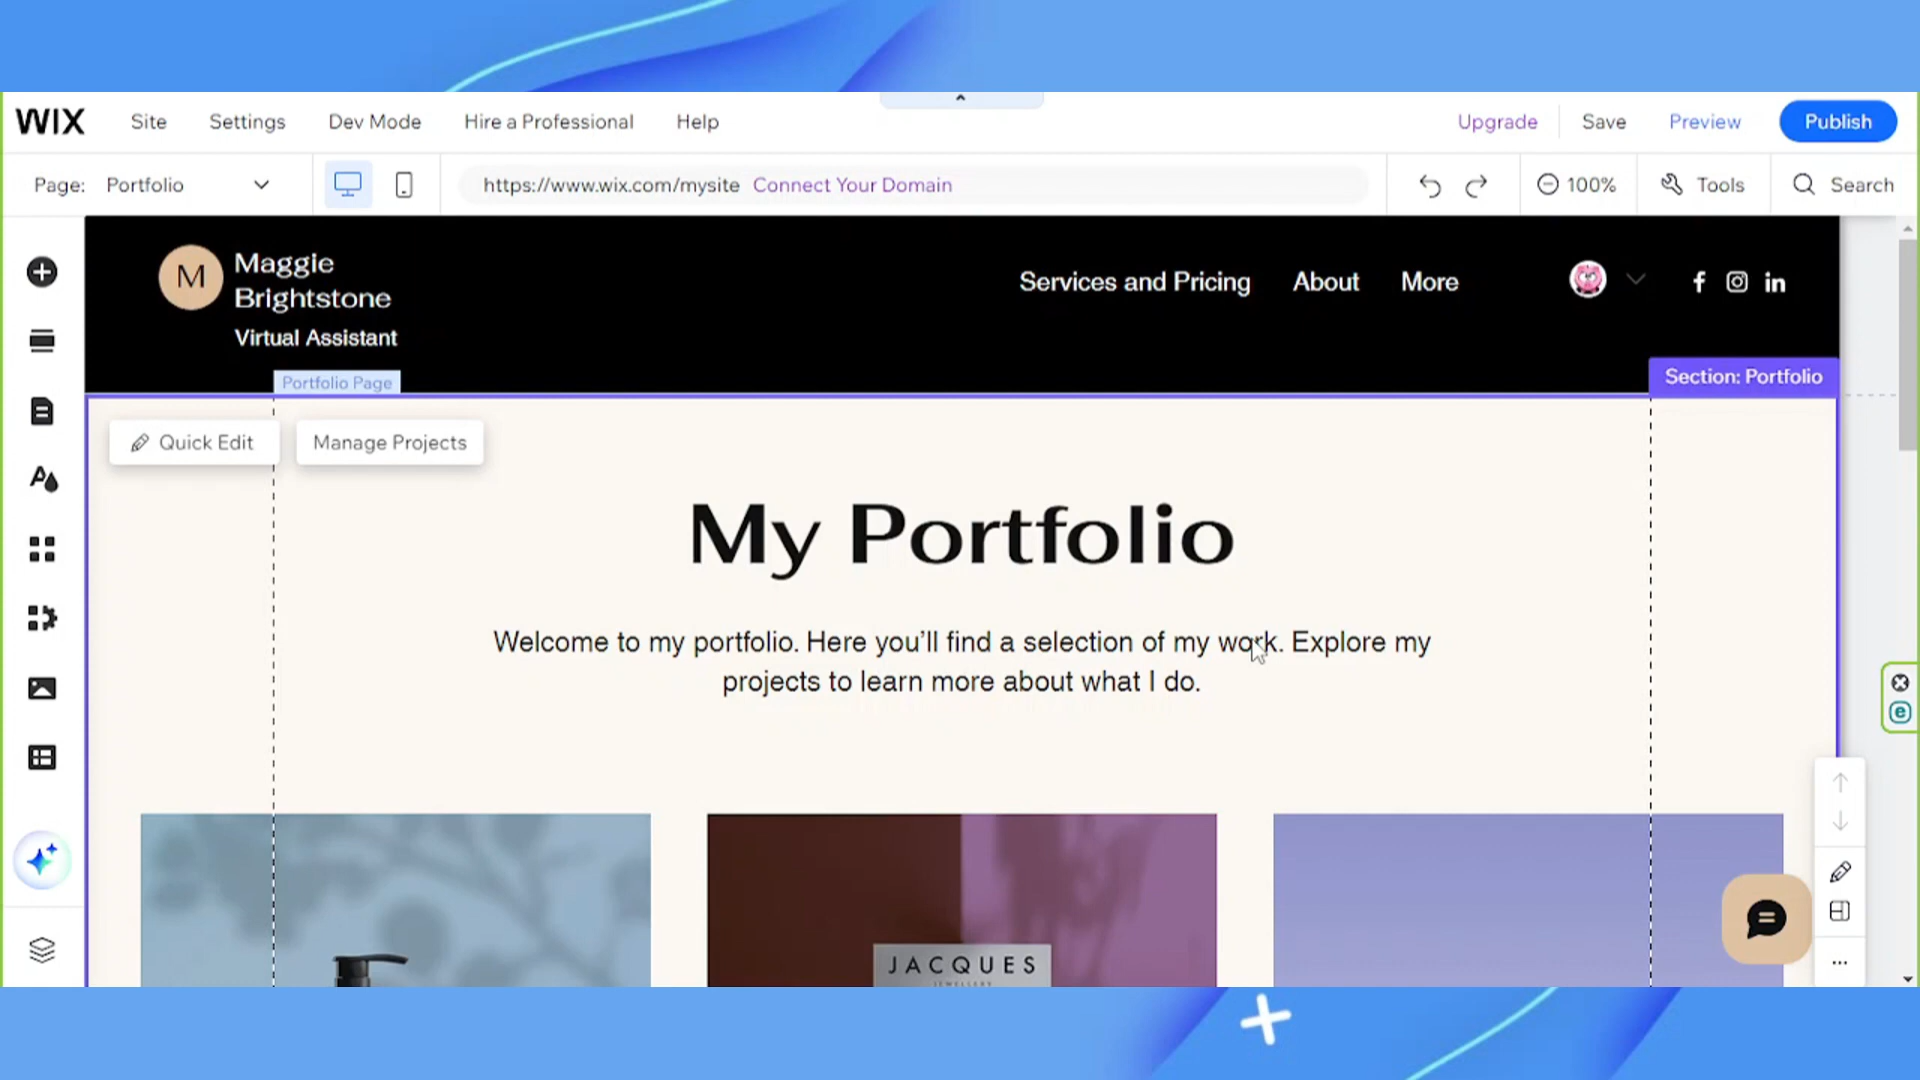 WIX Site Settings Dev Mode Hire a Professional Help Upgrade Save Preview Publish
Page: Portfolio https://www.wix.com/mysite Connect Your Domain 100% Tools Search
M
Maggie
Brightstone
Virtual Assistant
Services and Pricing About More
Portfolio Page
Section: Portfolio
Quick Edit Manage Projects
My Portfolio
Welcome to my portfolio. Here you’ll find a selection of my work. Explore my
projects to learn more about what I do.
JACQUES
JEWELLERY